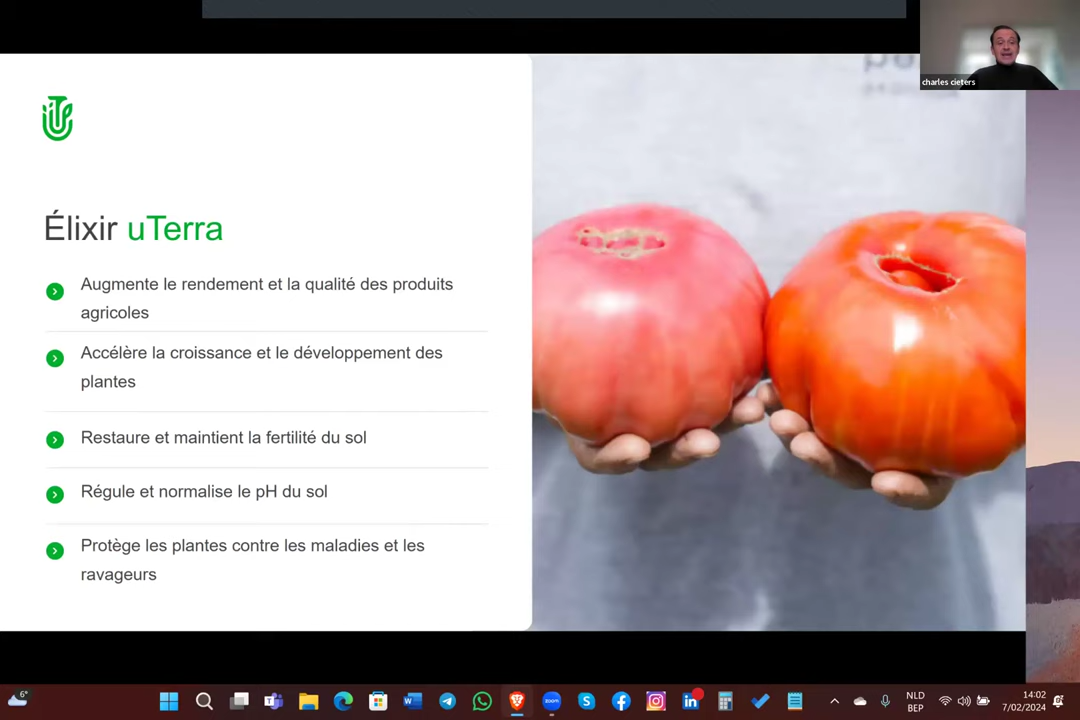 charles cieters
Élixir uTerra
Augmente le rendement et la qualité des produits
agricoles
Accélère la croissance et le développement des
plantes
Restaure et maintient la fertilité du sol
Régule et normalise le pH du sol
Protège les plantes contre les maladies et les
ravageurs
6°
zoom
NLD
BEP
14:02
7/02/2024